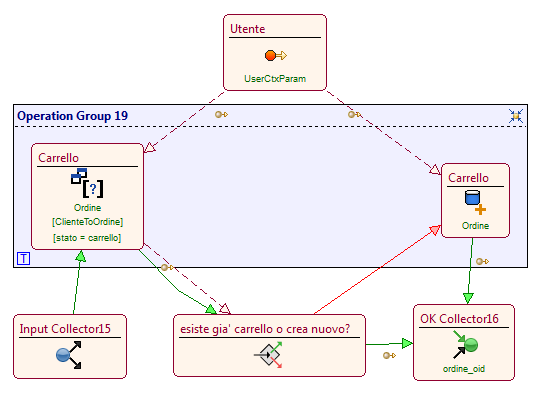 Utente
UserCtxParam
Operation Group 19
Carrello
Ordine
[ClienteToOrdine]
[stato = carrello]
Carrello
Ordine
T
Input Collector15
esiste gia' carrello o crea nuovo?
OK Collector16
ordine_oid